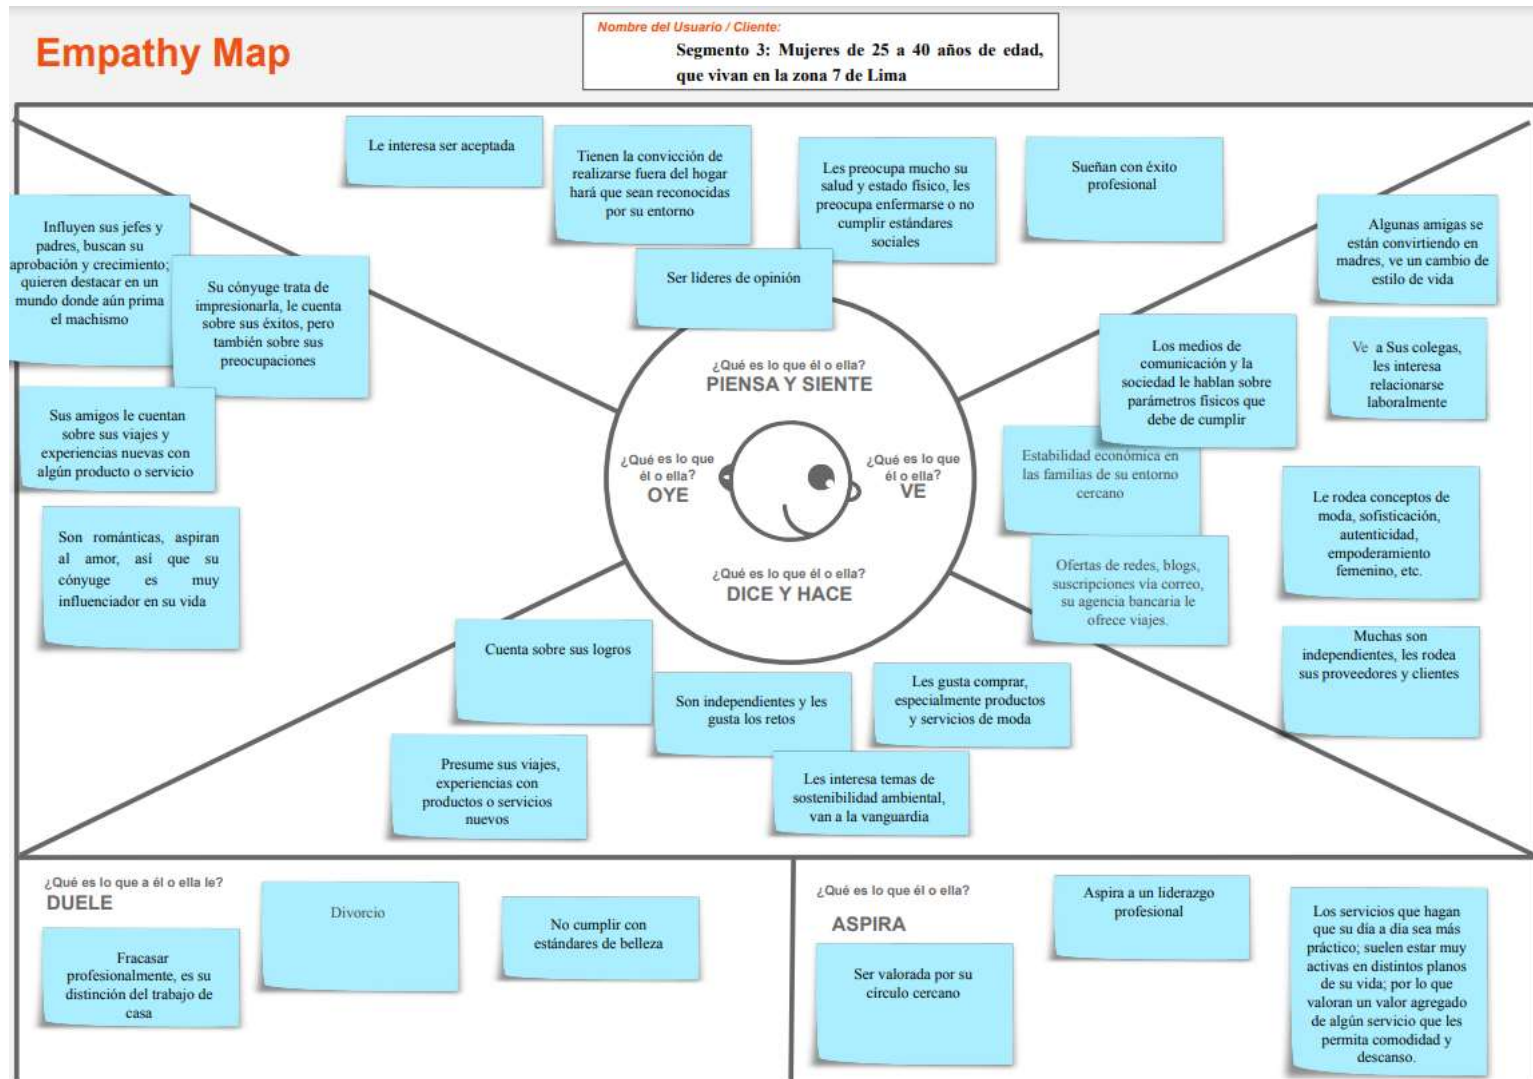 Empathy Map
Nombre del Usuario / Cliente:
Segmento 3: Mujeres de 25 a 40 años de edad,
que vivan en la zona 7 de Lima
Le interesa ser aceptada
Tienen la convicción de
realizarse fuera del hogar
hará que sean reconocidas
por su entorno
Les preocupa mucho su
salud y estado físico, les
preocupa enfermarse o no
cumplir estándares
sociales
Sueñan con éxito
profesional
Ser líderes de opinión
Influyen sus jefes y
padres, buscan su
aprobación y crecimiento;
quieren destacar en un
mundo donde aún prima
el machismo
Su cónyuge trata de
impresionarla, le cuenta
sobre sus éxitos, pero
también sobre sus
preocupaciones
Sus amigos le cuentan
sobre sus viajes y
experiencias nuevas con
algún producto o servicio
Son románticas, aspiran
al amor, así que su
cónyuge es muy
influenciador en su vida
¿Qué es lo que él o ella?
PIENSA Y SIENTE
¿Qué es lo que
él o ella?
OYE
¿Qué es lo que
él o ella?
VE
¿Qué es lo que él o ella?
DICE Y HACE
Algunas amigas se
están convirtiendo en
madres, ve un cambio de
estilo de vida
Los medios de
comunicación y la
sociedad le hablan sobre
parámetros físicos que
debe de cumplir
Ve a Sus colegas,
les interesa
relacionarse
laboralmente
Estabilidad económica en
las familias de su entorno
cercano
Le rodea conceptos de
moda, sofisticación,
autenticidad,
empoderamiento
femenino, etc.
Ofertas de redes, blogs,
suscripciones vía correo,
su agencia bancaria le
ofrece viajes.
Muchas son
independientes, les rodea
sus proveedores y clientes
Cuenta sobre sus logros
Son independientes y les
gusta los retos
Les gusta comprar,
especialmente productos
y servicios de moda
Presume sus viajes,
experiencias con
productos o servicios
nuevos
Les interesa temas de
sostenibilidad ambiental,
van a la vanguardia
¿Qué es lo que a él o ella le?
DUELE
Fracasar
profesionalmente, es su
distinción del trabajo de
casa
Divorcio
No cumplir con
estándares de belleza
¿Qué es lo que él o ella?
ASPIRA
Ser valorada por su
círculo cercano
Aspira a un liderazgo
profesional
Los servicios que hagan
que su día a día sea más
práctico; suelen estar muy
activas en distintos planos
de su vida; por lo que
valoran un valor agregado
de algún servicio que les
permita comodidad y
descanso.